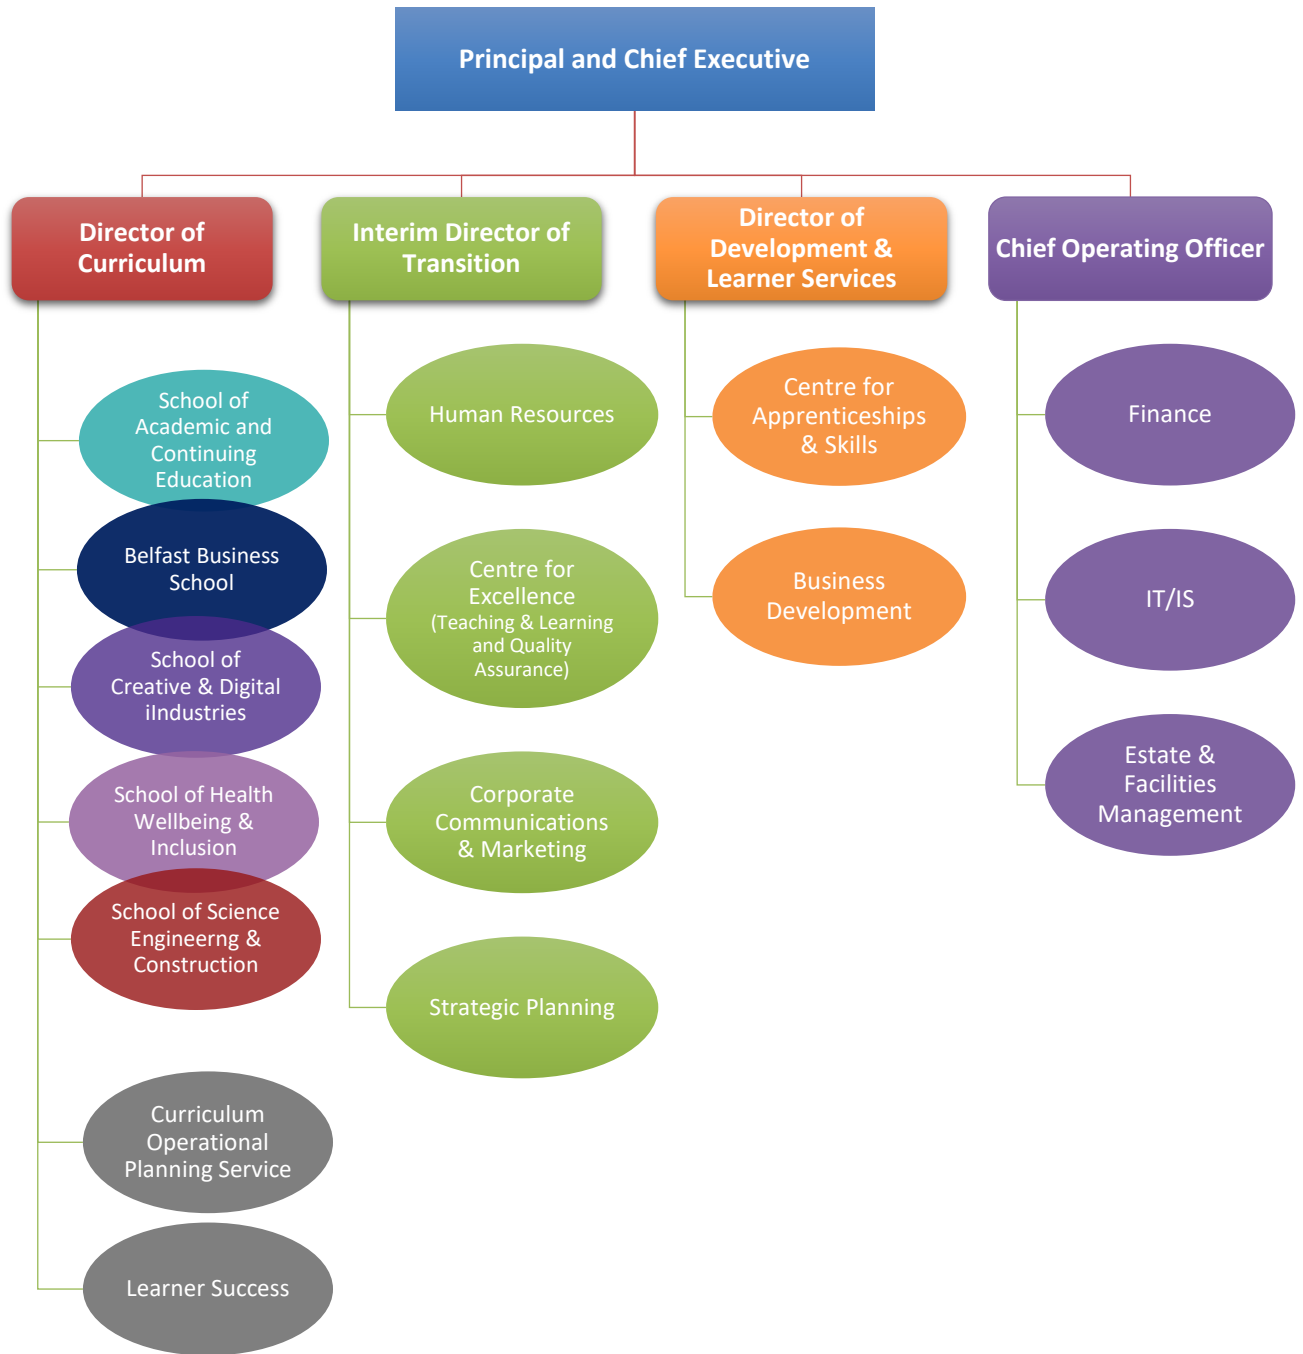 Principal and Chief Executive
Director of
Curriculum
Interim Director of
Transition
Director of
Development &
Learner Services
Chief Operating Officer
School of
Academic and
Continuing
Education
Belfast Business
School
School of
Creative & Digital
iIndustries
School of Health
Wellbeing &
Inclusion
School of Science
Engineerng &
Construction
Curriculum
Operational
Planning Service
Learner Success
Human Resources
Centre for
Excellence
(Teaching & Learning
and Quality
Assurance)
Corporate
Communications
& Marketing
Strategic Planning
Centre for
Apprenticeships
& Skills
Business
Development
Finance
IT/IS
Estate &
Facilities
Management